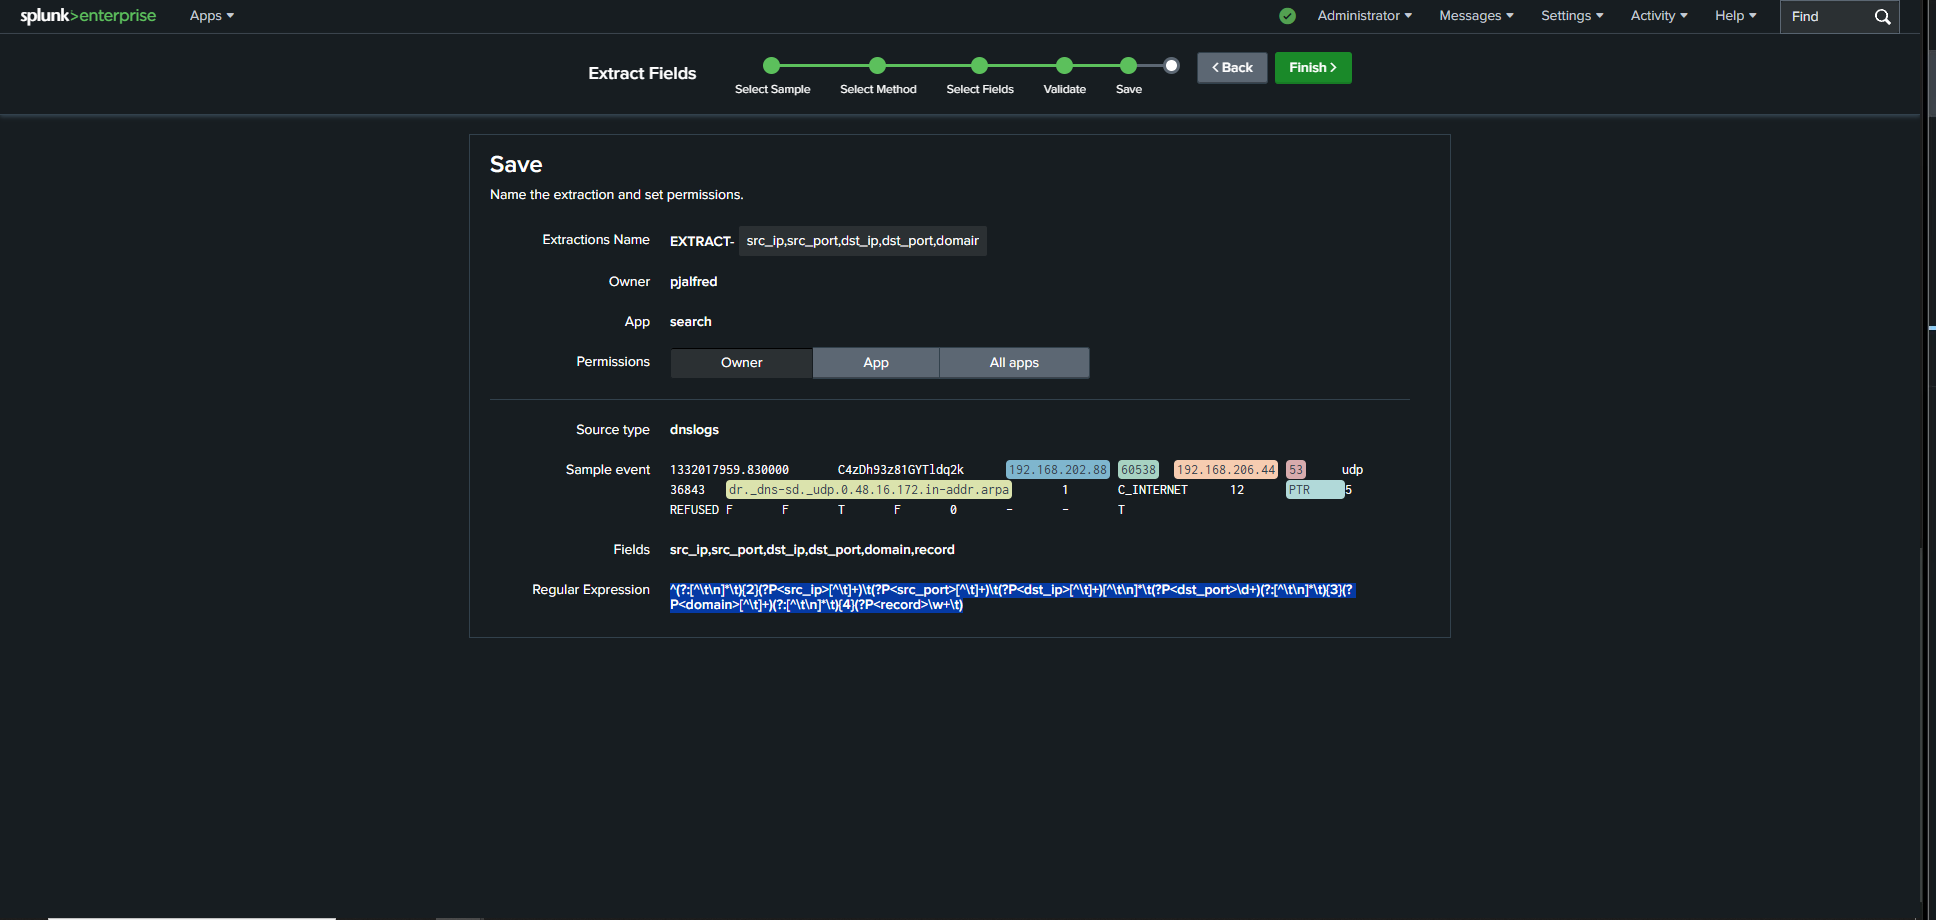 splunk>enterprise Apps Administrator Messages Settings Activity Help Find
Extract Fields
Select Sample Select Method Select Fields Validate Save
< Back Finish >
Save
Name the extraction and set permissions.
Extractions Name EXTRACT- src_ip,src_port,dst_ip,dst_port,domair
Owner pjalfred
App search
Permissions Owner App All apps
Source type dnslogs
Sample event 1332017959.830000 C4zDh93z81GYTldq2k 192.168.202.88 60538 192.168.206.44 53 udp
36843 dr._dns-sd._udp.0.48.16.172.in-addr.arpa 1 C_INTERNET 12 PTR 5
REFUSED F F T F 0 - - T
Fields src_ip,src_port,dst_ip,dst_port,domain,record
Regular Expression ^(?:[^\t\n]*\t){2}(?P<src_ip>[^\t]+)\t(?P<src_port>[^\t]+)\t(?P<dst_ip>[^\t]+)[^\t\n]*\t(?P<dst_port>\d+)(?:[^\t\n]*\t){3}(?
P<domain>[^\t]+)(?:[^\t\n]*\t){4}(?P<record>\w+\t)